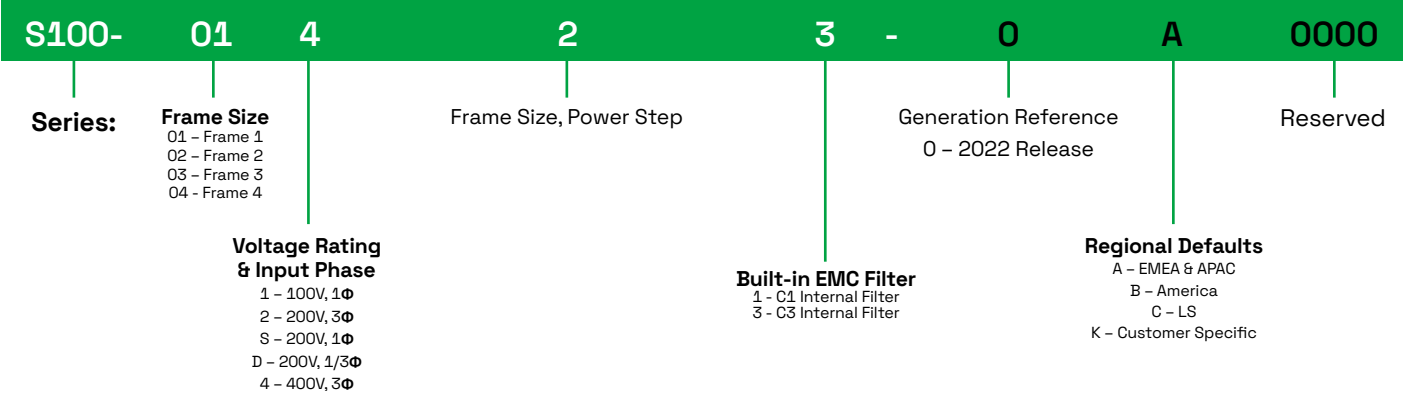 S100- 01 4 2 3 - 0 A 0000
Series:
Frame Size
01 – Frame 1
02 – Frame 2
03 – Frame 3
04 - Frame 4
Voltage Rating
& Input Phase
1 – 100V, 1Φ
2 – 200V, 3Φ
S – 200V, 1Φ
D – 200V, 1/3Φ
4 – 400V, 3Φ
Frame Size, Power Step
Built-in EMC Filter
1 - C1 Internal Filter
3 - C3 Internal Filter
Generation Reference
0 – 2022 Release
Regional Defaults
A – EMEA & APAC
B – America
C – LS
K – Customer Specific
Reserved